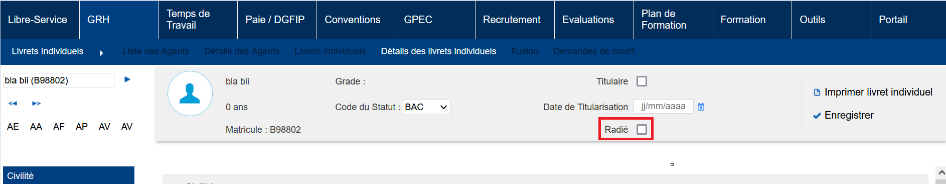 Libre-Service GRH Temps de Travail Paie / DGFIP Conventions GPEC Recrutement Evaluations Plan de Formation Formation Outils Portail
Livrets Individuels Liste des Agents Détails des Agents Livrets Individuels Détails des livrets individuels Fusion Demandes de modif.
bla bli (B98802)
AE AA AF AP AV AV
Civilité
bla bli Grade : Titulaire
0 ans Code du Statut : BAC Date de Titularisation jj/mm/aaaa
Matricule : B98802 Radié
Imprimer livret individuel
Enregistrer